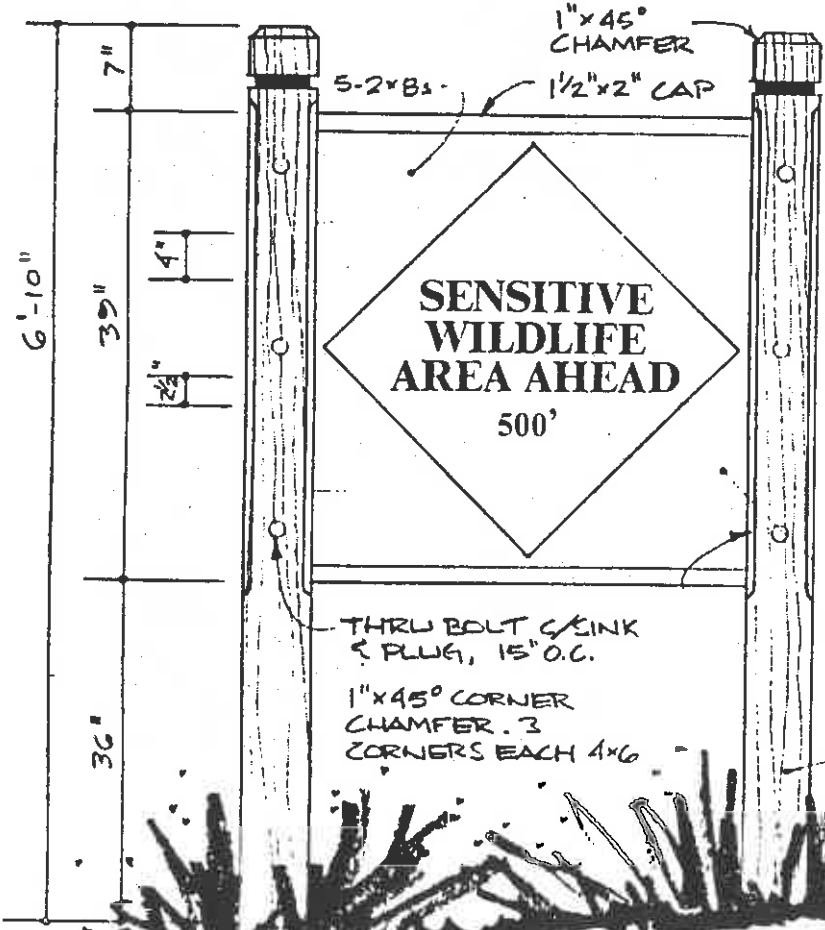 1"x45°
CHAMFER
7"
5-2x8s
1½"x2" CAP
6'-10"
39"
4"
2½"
SENSITIVE
WILDLIFE
AREA AHEAD
500'
THRU BOLT C/SINK
& PLUG, 15" O.C.
1"x45° CORNER
CHAMFER. 3
CORNERS EACH 4x6
36"